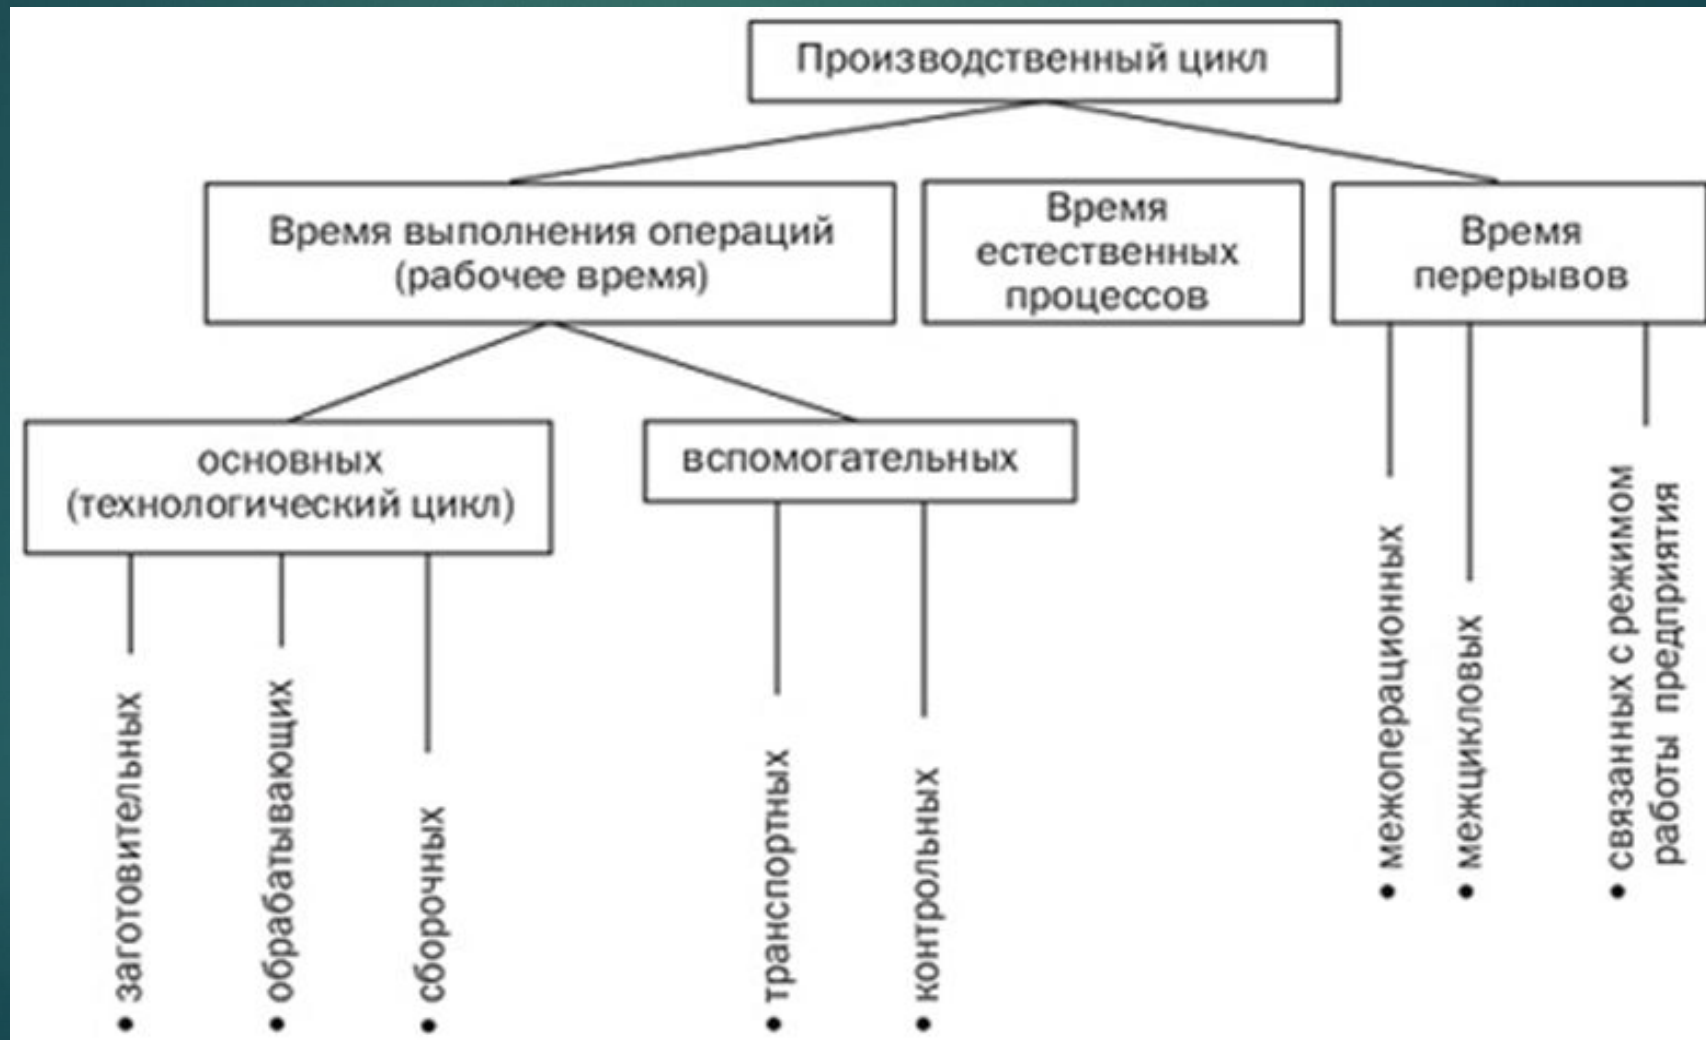 Производственный цикл
Время выполнения операций
(рабочее время)
Время
естественных
процессов
Время
перерывов
основных
(технологический цикл)
вспомогательных
• заготовительных
• обрабатывающих
• сборочных
• транспортных
• контрольных
• межоперационных
• межцикловых
• связанных с режимом
работы предприятия